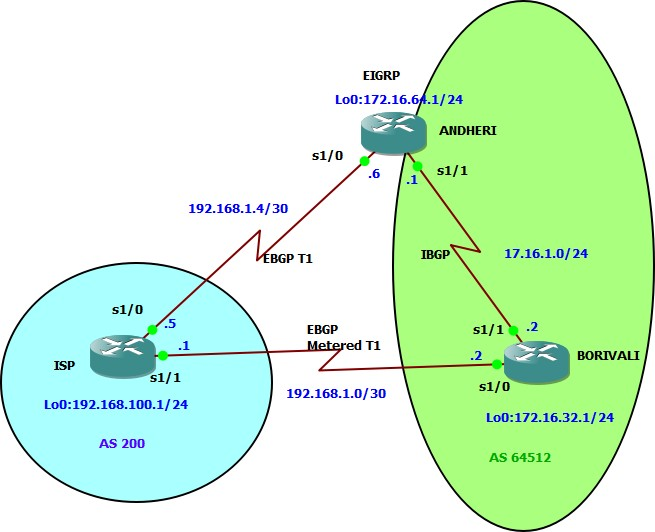 EIGRP
Lo0:172.16.64.1/24
ANDHERI
s1/0
.6
.1
s1/1
192.168.1.4/30
EBGP T1
IBGP
17.16.1.0/24
s1/0
.5
.1
ISP
s1/1
EBGP
Metered T1
s1/1
.2
.2
BORIVALI
s1/0
192.168.1.0/30
Lo0:192.168.100.1/24
Lo0:172.16.32.1/24
AS 200
AS 64512